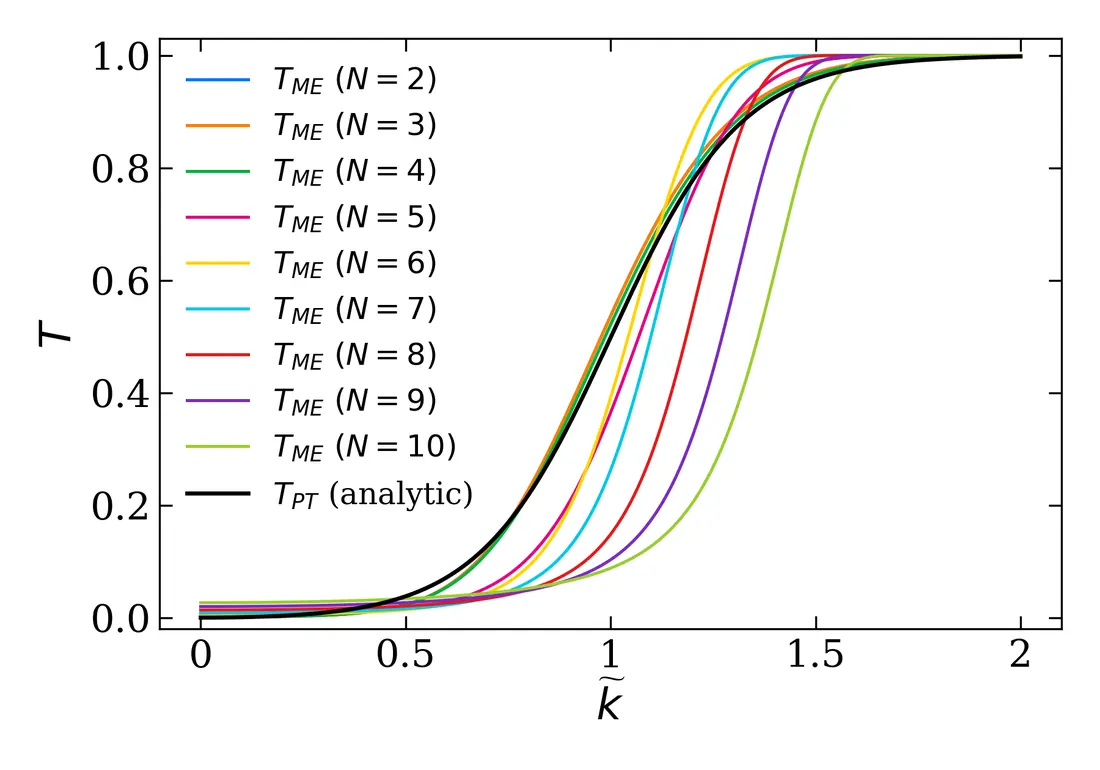 1.0
0.8
0.6
0.4
0.2
0.0
T
T_ME (N = 2)
T_ME (N = 3)
T_ME (N = 4)
T_ME (N = 5)
T_ME (N = 6)
T_ME (N = 7)
T_ME (N = 8)
T_ME (N = 9)
T_ME (N = 10)
T_PT (analytic)
0 0.5 1 1.5 2
k̃